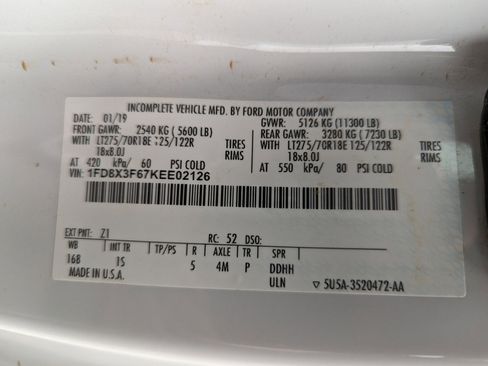 INCOMPLETE VEHICLE MFD. BY FORD MOTOR COMPANY
DATE: 01/19 GVWR: 5126 KG (11300 LB)
FRONT GAWR: 2540 KG (5600 LB) REAR GAWR: 3280 KG (7230 LB)
WITH LT275/70R18E 125/122R TIRES WITH LT275/70R18E 125/122R TIRES
18x8.0J RIMS 18x8.0J RIMS
AT 420 kPa/ 60 PSI COLD AT 550 kPa/ 80 PSI COLD
VIN: 1FD8X3F67KEE02126
EXT PNT: Z1 RC: 52 DSO:
WB INT TR TP/PS R AXLE TR SPR
168 1S 5 4M P DDHH
MADE IN U.S.A. ULN ▽ 5U5A-3520472-AA